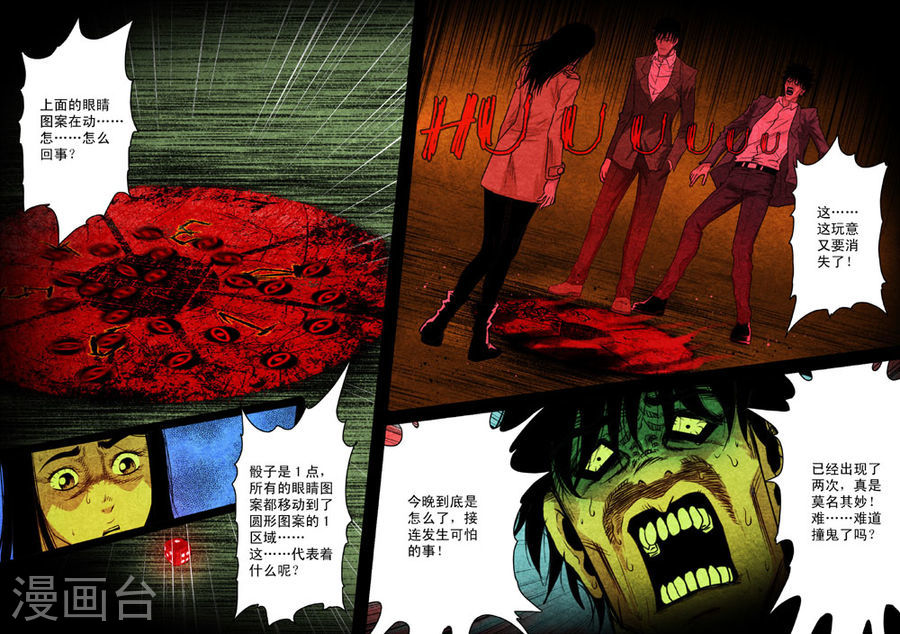 上面的眼睛
图案在动……
怎……怎么
回事？
骰子是1点，
所有的眼睛图
案都移动到了
圆形图案的1
区域……
这……代表着
什么呢？
HUUUUUUU
这……
这玩意
又要消
失了！
已经出现了
两次，真是
莫名其妙！
难……难道
撞鬼了吗？
今晚到底是
怎么了，接
连发生可怕
的事！
漫画台